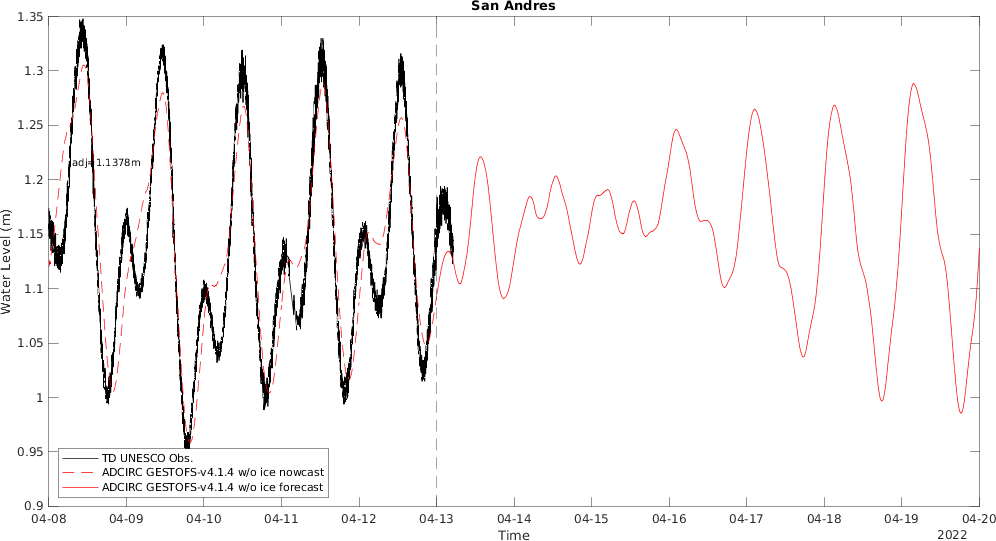 San Andres
Water Level (m)
1.35
1.3
1.25
1.2
1.15
1.1
1.05
1
0.95
0.9
adj= 1.1378m
TD UNESCO Obs.
ADCIRC GESTOFS-v4.1.4 w/o ice nowcast
ADCIRC GESTOFS-v4.1.4 w/o ice forecast
04-08 04-09 04-10 04-11 04-12 04-13 04-14 04-15 04-16 04-17 04-18 04-19 04-20
Time
2022